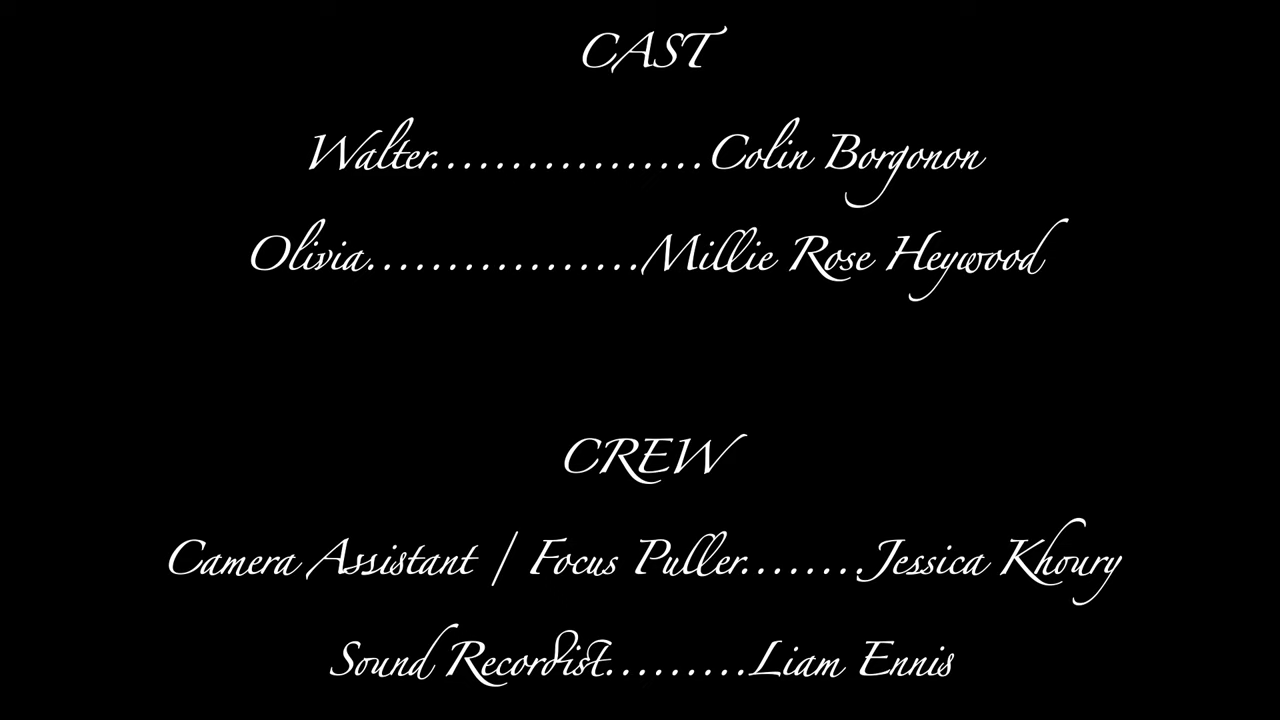 CAST
Walter.................Colin Borgonon
Olivia.................Millie Rose Heywood
CREW
Camera Assistant | Focus Puller........Jessica Khoury
Sound Recordist.........Liam Ennis